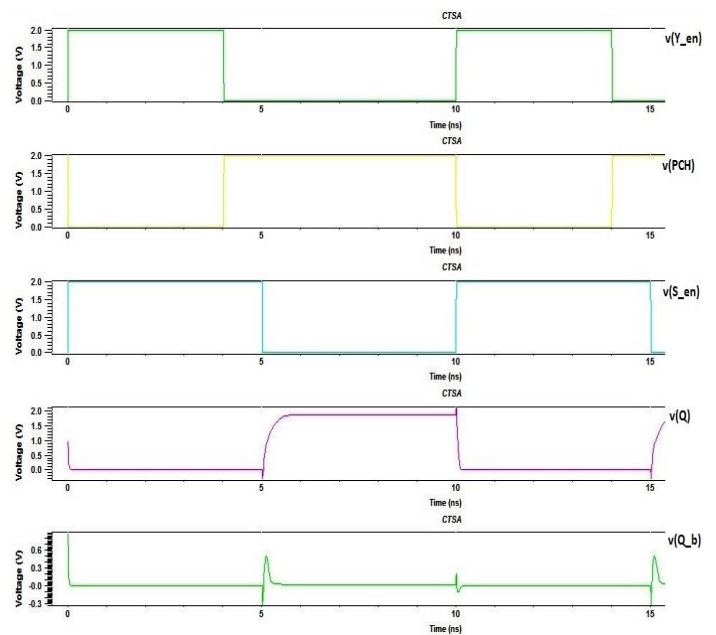 CTSA
v(Y_en)
Voltage (V)
2.0
1.5
1.0
0.5
0.0
0 5 10 15
Time (ns)
CTSA
v(PCH)
Voltage (V)
2.0
1.5
1.0
0.5
0.0
0 5 10 15
Time (ns)
CTSA
v(S_en)
Voltage (V)
2.0
1.5
1.0
0.5
0.0
0 5 10 15
Time (ns)
CTSA
v(Q)
Voltage (V)
2.0
1.5
1.0
0.5
0.0
0 5 10 15
Time (ns)
CTSA
v(Q_b)
Voltage (V)
0.6
0.3
-0.0
-0.3
0 5 10 15
Time (ns)